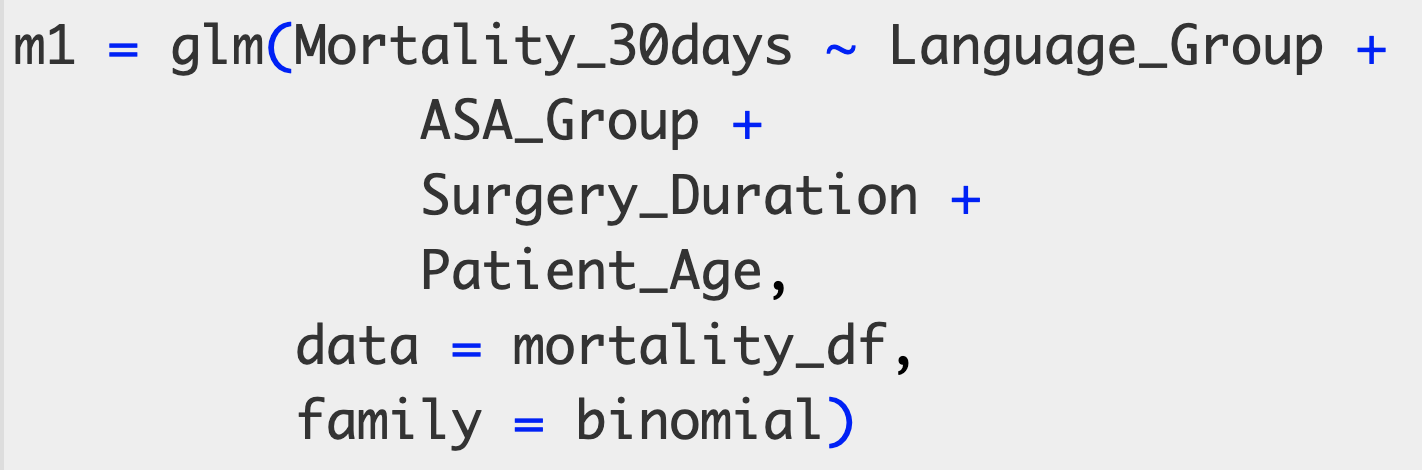 m1 = glm(Mortality_30days ~ Language_Group +
ASA_Group +
Surgery_Duration +
Patient_Age,
data = mortality_df,
family = binomial)